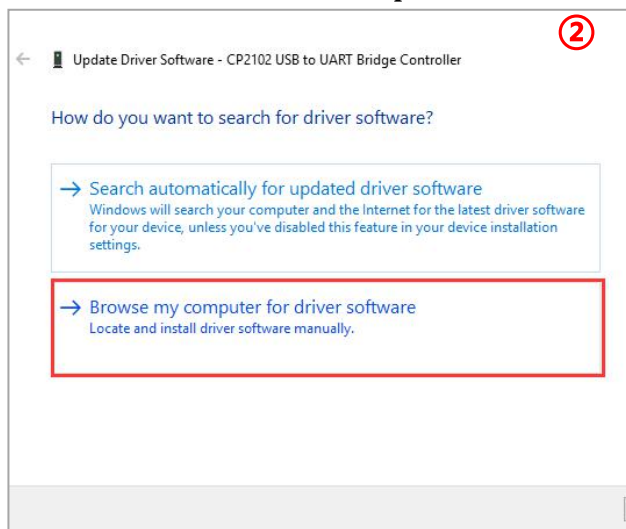 ②
← Update Driver Software - CP2102 USB to UART Bridge Controller
How do you want to search for driver software?
→ Search automatically for updated driver software
Windows will search your computer and the Internet for the latest driver software
for your device, unless you've disabled this feature in your device installation
settings.
→ Browse my computer for driver software
Locate and install driver software manually.